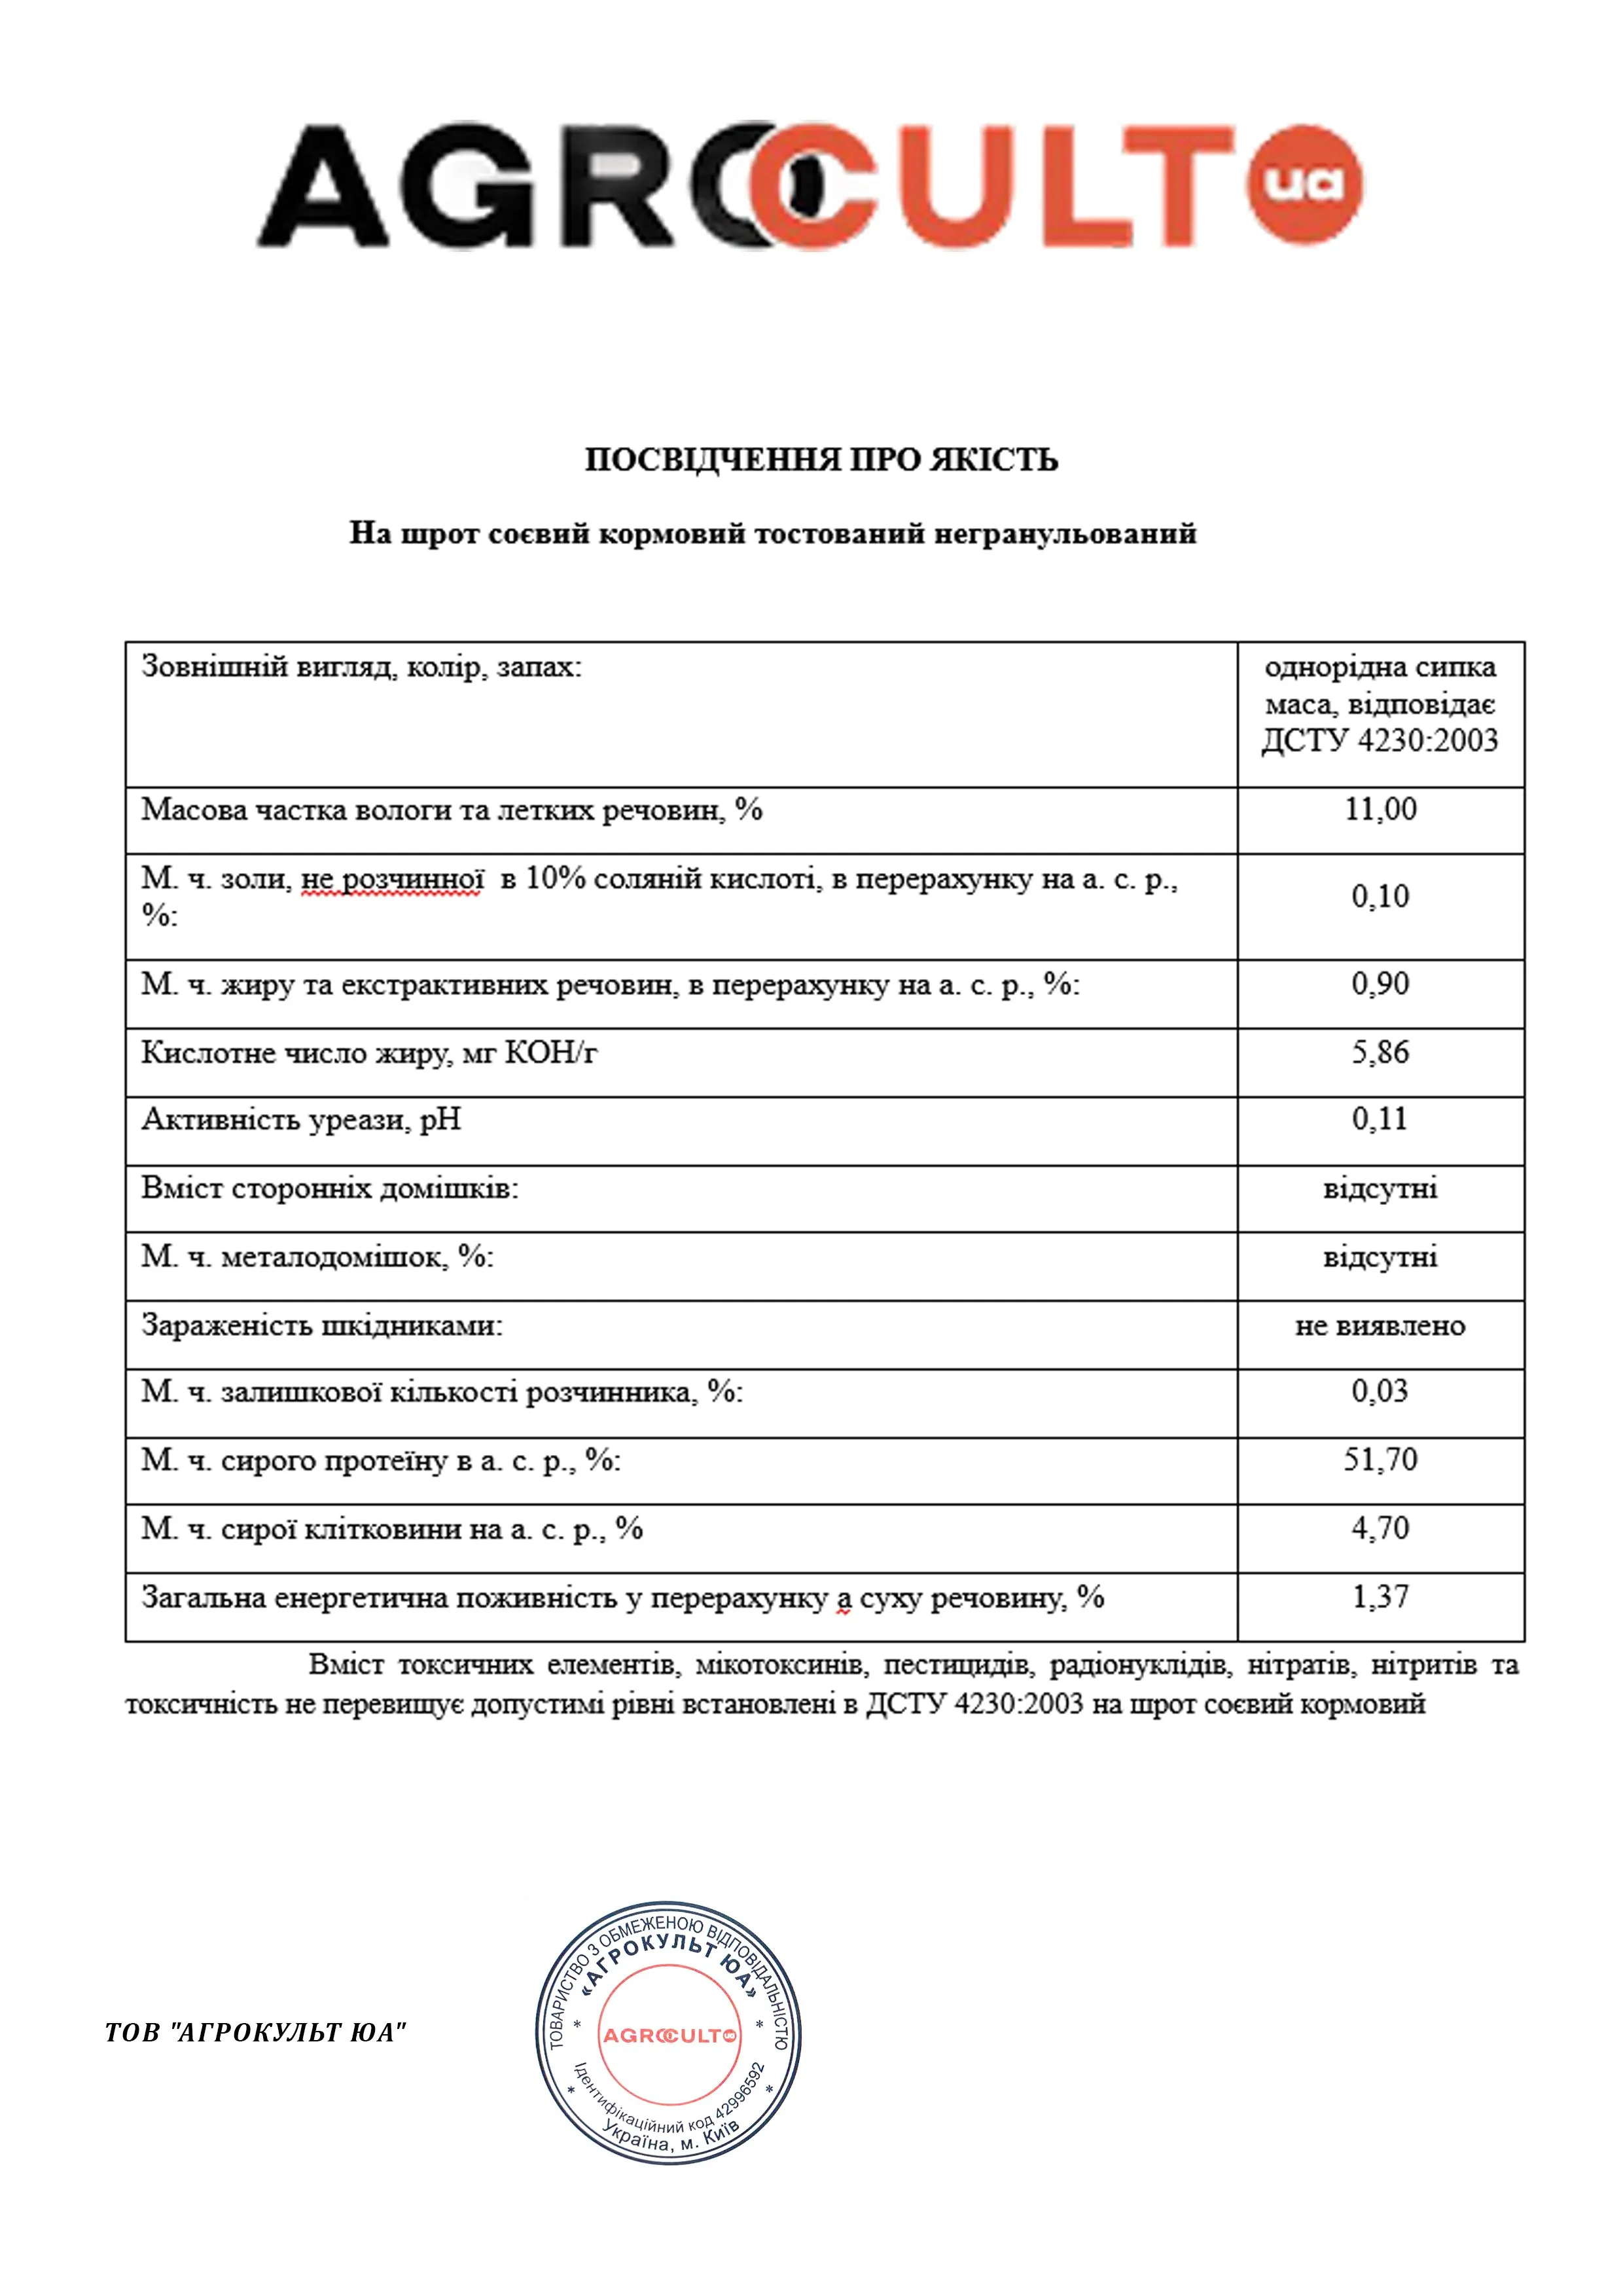 AGROCULT ua
ПОСВІДЧЕННЯ ПРО ЯКІСТЬ
На шрот соєвий кормовий тостований негранульований
Зовнішній вигляд, колір, запах:
однорідна сипка
маса, відповідає
ДСТУ 4230:2003
Масова частка вологи та летких речовин, %
11,00
М. ч. золи, не розчинної в 10% соляній кислоті, в перерахунку на а. с. р.,
%:
0,10
М. ч. жиру та екстрактивних речовин, в перерахунку на а. с. р., %:
0,90
Кислотне число жиру, мг КОН/г
5,86
Активність уреази, рН
0,11
Вміст сторонніх домішків:
відсутні
М. ч. металодомішок, %:
відсутні
Зараженість шкідниками:
не виявлено
М. ч. залишкової кількості розчинника, %:
0,03
М. ч. сирого протеїну в а. с. р., %:
51,70
М. ч. сирої клітковини на а. с. р., %
4,70
Загальна енергетична поживність у перерахунку а суху речовину, %
1,37
Вміст токсичних елементів, мікотоксинів, пестицидів, радіонуклідів, нітратів, нітритів та
токсичність не перевищує допустимі рівні встановлені в ДСТУ 4230:2003 на шрот соєвий кормовий
ТОВ "АГРОКУЛЬТ ЮА"
ТОВАРИСТВО З ОБМЕЖЕНОЮ ВІДПОВІДАЛЬНІСТЮ
«АГРОКУЛЬТ ЮА»
AGROCULT ua
Ідентифікаційний код 42996592
Україна, м. Київ